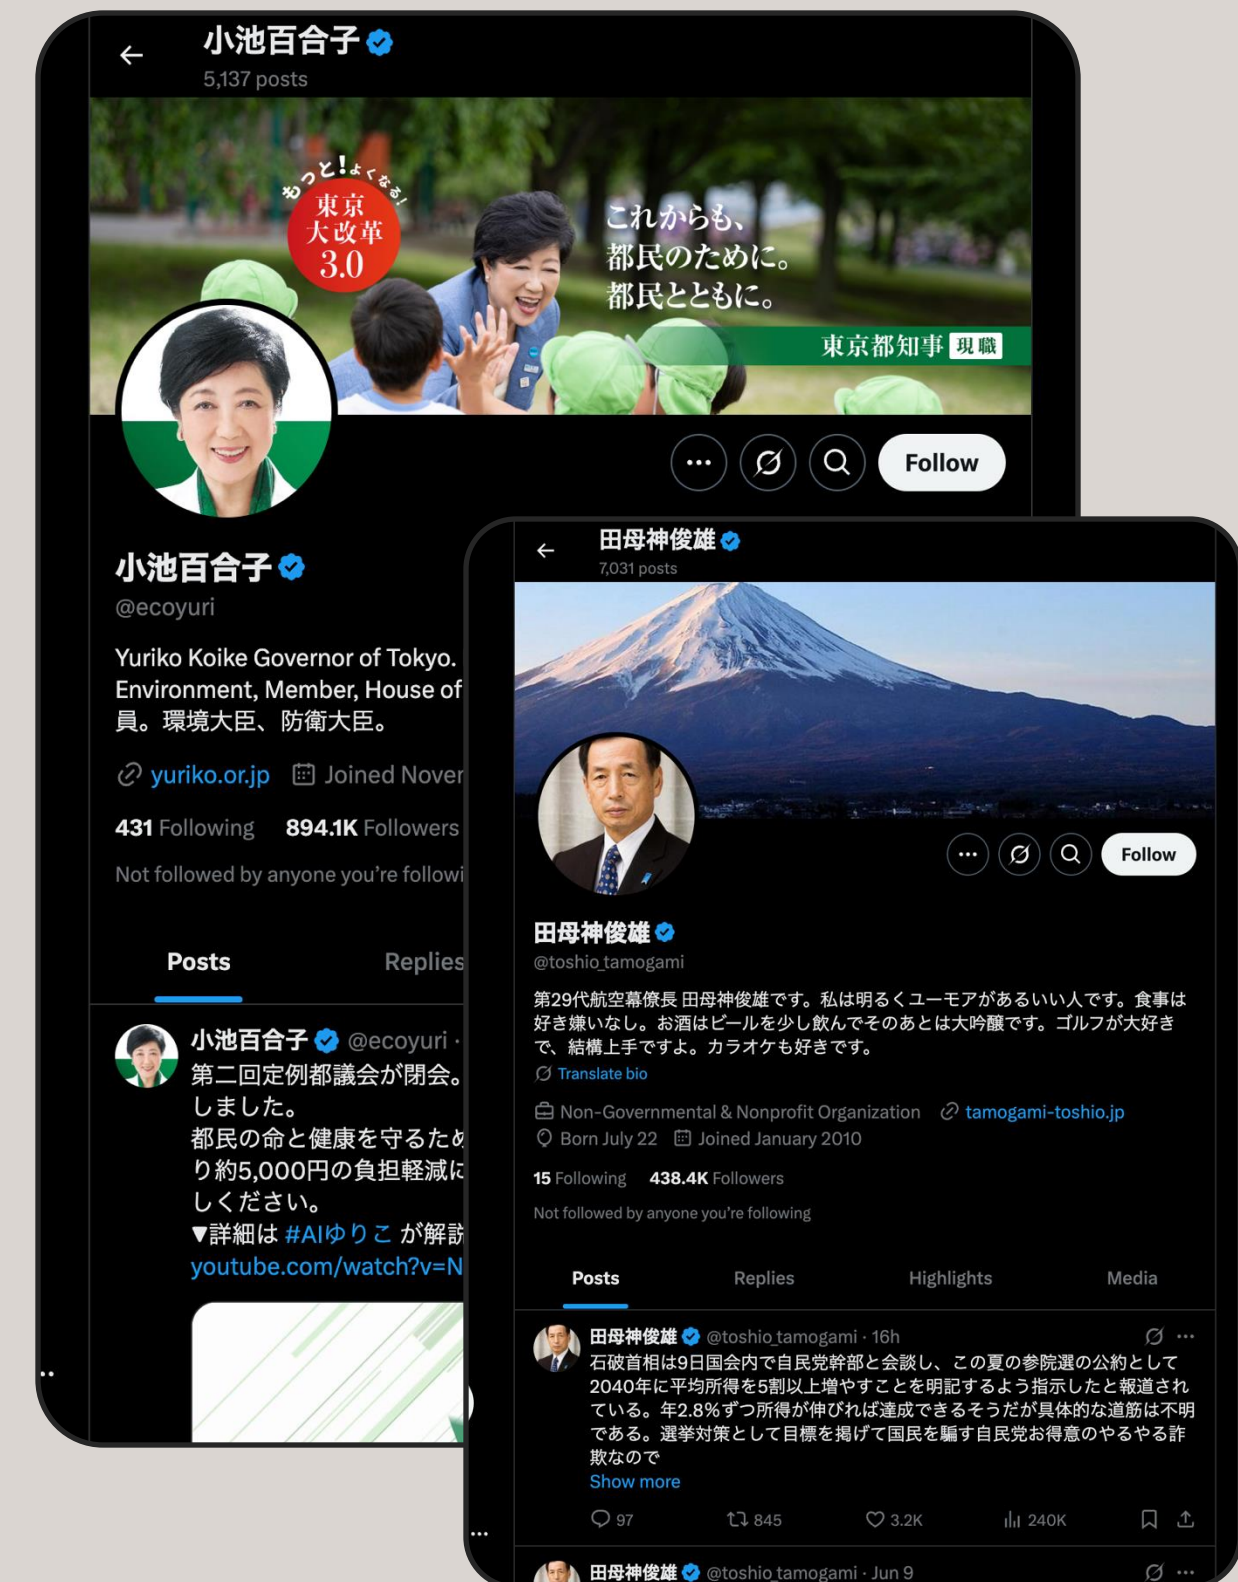 小池百合子
5,137 posts
もっと!よくなる!
東京
大改革
3.0
これからも、
都民のために。
都民とともに。
東京都知事 現職
Follow
小池百合子
@ecoyuri
Yuriko Koike Governor of Tokyo.
Environment, Member, House of
員。環境大臣、防衛大臣。
yuriko.or.jp Joined Nover
431 Following 894.1K Followers
Not followed by anyone you're followi
Posts Replies
小池百合子 @ecoyuri ·
第二回定例都議会が閉会。
しました。
都民の命と健康を守るため
り約5,000円の負担軽減に
しください。
▼詳細は #AIゆりこ が解説
youtube.com/watch?v=N
田母神俊雄
7,031 posts
Follow
田母神俊雄
@toshio_tamogami
第29代航空幕僚長 田母神俊雄です。私は明るくユーモアがあるいい人です。食事は
好き嫌いなし。お酒はビールを少し飲んでそのあとは大吟醸です。ゴルフが大好き
で、結構上手ですよ。カラオケも好きです。
Translate bio
Non-Governmental & Nonprofit Organization tamogami-toshio.jp
Born July 22 Joined January 2010
15 Following 438.4K Followers
Not followed by anyone you're following
Posts Replies Highlights Media
田母神俊雄 @toshio_tamogami · 16h
石破首相は9日国会内で自民党幹部と会談し、この夏の参院選の公約として
2040年に平均所得を5割以上増やすことを明記するよう指示したと報道され
ている。年2.8%ずつ所得が伸びれば達成できるそうだが具体的な道筋は不明
である。選挙対策として目標を掲げて国民を騙す自民党お得意のやるやる詐
欺なので
Show more
97 845 3.2K 240K
田母神俊雄 @toshio_tamogami · Jun 9